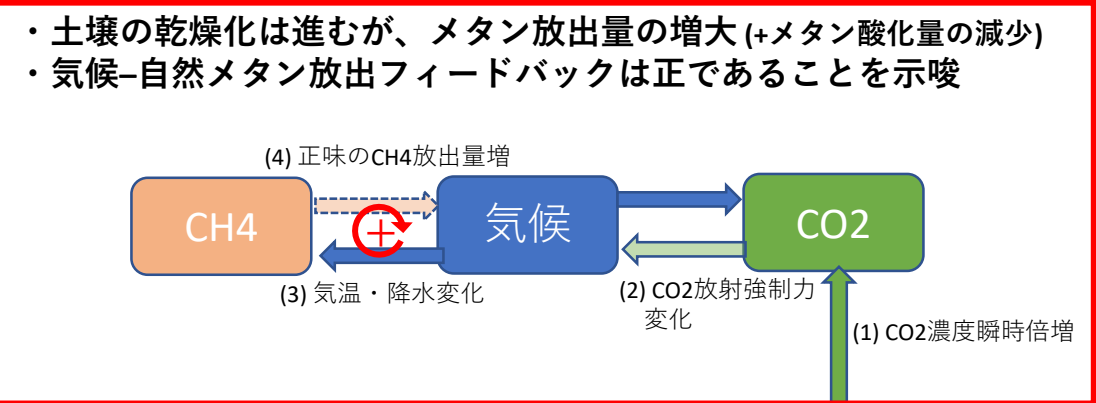 ・土壌の乾燥化は進むが、メタン放出量の増大 (+メタン酸化量の減少)
・気候–自然メタン放出フィードバックは正であることを示唆
(4) 正味のCH4放出量増
CH4
+
気候
CO2
(3) 気温・降水変化
(2) CO2放射強制力
変化
(1) CO2濃度瞬時倍増